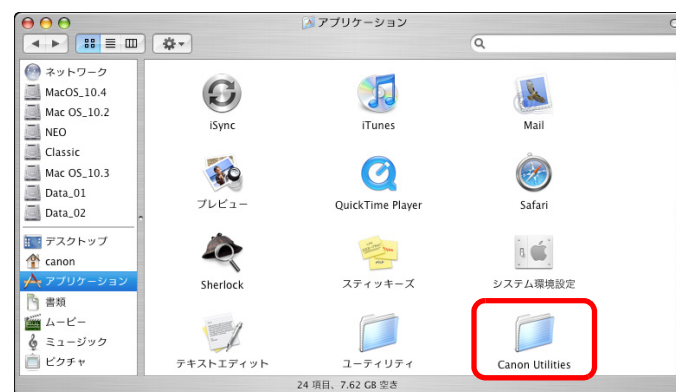 アプリケーション
ネットワーク
MacOS_10.4
Mac OS_10.2
NEO
Classic
Mac OS_10.3
Data_01
Data_02
デスクトップ
canon
アプリケーション
書類
ムービー
ミュージック
ピクチャ
iSync
iTunes
Mail
プレビュー
QuickTime Player
Safari
Sherlock
スティッキーズ
システム環境設定
テキストエディット
ユーティリティ
Canon Utilities
24 項目、7.62 GB 空き